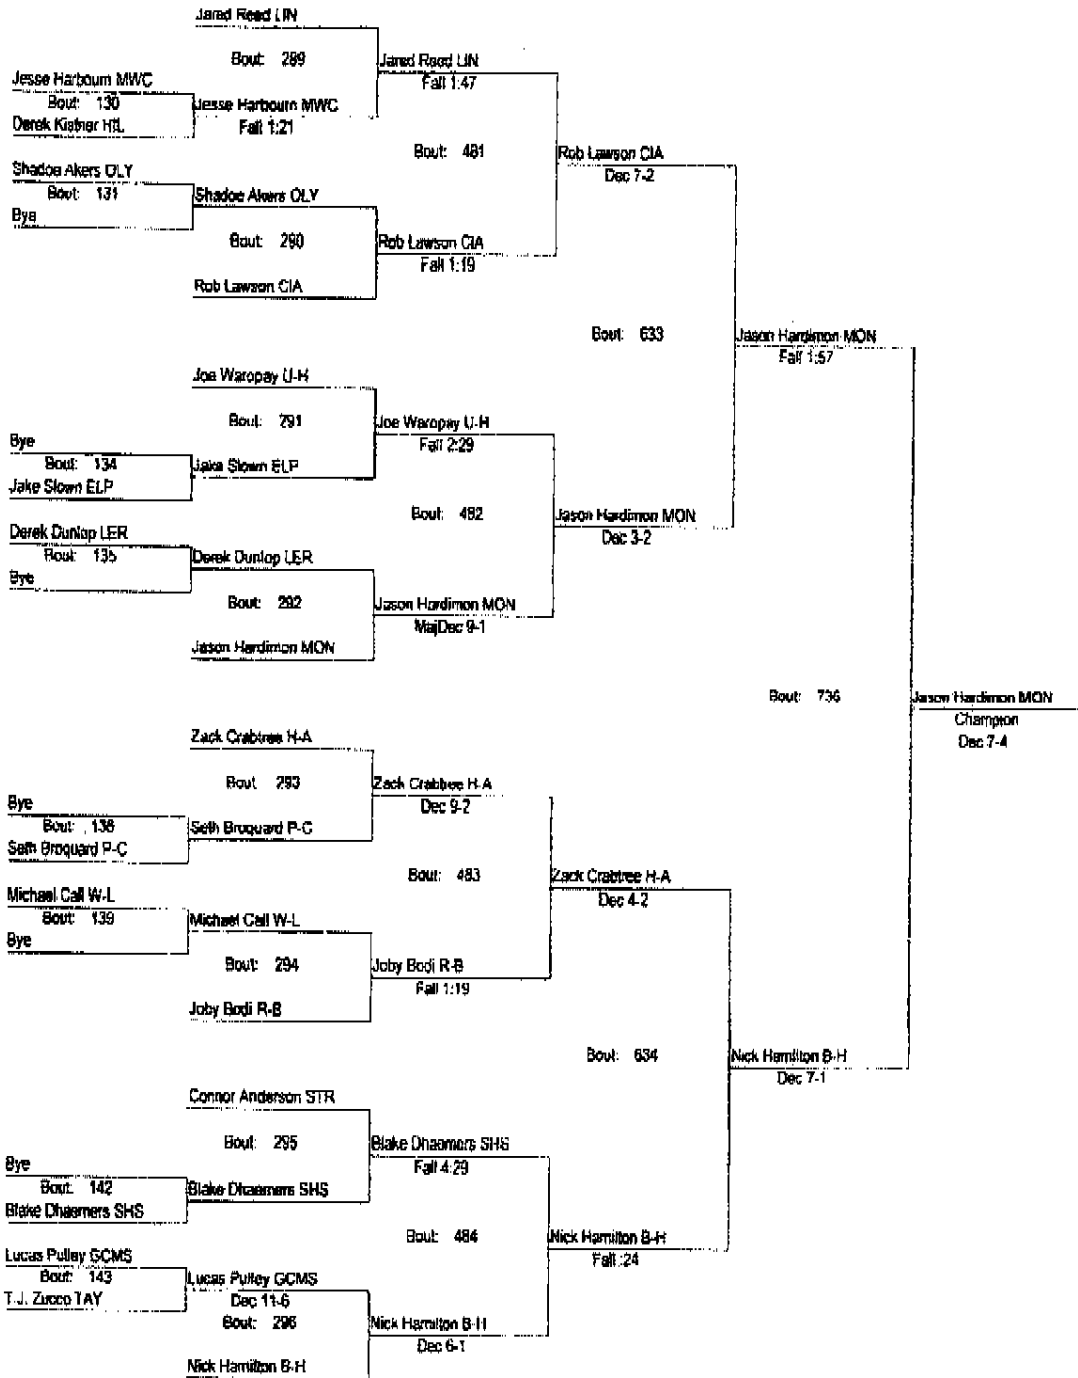 Jared Reed LIN
Bout: 289
Jared Reed LIN
Fall 1:47
Jesse Harbourn MWC
Bout: 130
Jesse Harbourn MWC
Derek Kistner HIL
Fall 1:21
Bout: 481
Rob Lawson CIA
Dec 7-2
Shadoe Akers OLY
Bout: 131
Shadoe Akers OLY
Bye
Bout: 290
Rob Lawson CIA
Fall 1:19
Rob Lawson CIA
Bout: 633
Jason Hardimon MON
Fall 1:57
Joe Waropay U-H
Bout: 291
Joe Waropay U-H
Fall 2:29
Bye
Bout: 134
Jake Slown ELP
Jake Slown ELP
Bout: 482
Jason Hardimon MON
Dec 3-2
Derek Dunlop LER
Bout: 135
Derek Dunlop LER
Bye
Bout: 292
Jason Hardimon MON
MajDec 9-1
Jason Hardimon MON
Bout: 736
Jason Hardimon MON
Champion
Dec 7-4
Zack Crabtree H-A
Bout 293
Zack Crabtree H-A
Dec 9-2
Bye
Bout: 138
Seth Broquard P-C
Seth Broquard P-C
Bout: 483
Zack Crabtree H-A
Dec 4-2
Michael Call W-L
Bout: 139
Michael Call W-L
Bye
Bout: 294
Joby Bodi R-B
Fall 1:19
Joby Bodi R-B
Bout: 634
Nick Hamilton B-H
Dec 7-1
Connor Anderson STR
Bout: 295
Blake Dhaemers SHS
Fall 4:29
Bye
Bout: 142
Blake Dhaemers SHS
Blake Dhaemers SHS
Bout: 484
Nick Hamilton B-H
Fall :24
Lucas Pulley GCMS
Bout: 143
Lucas Pulley GCMS
T.J. Zucco TAY
Dec 11-6
Bout: 296
Nick Hamilton B-H
Dec 6-1
Nick Hamilton B-H